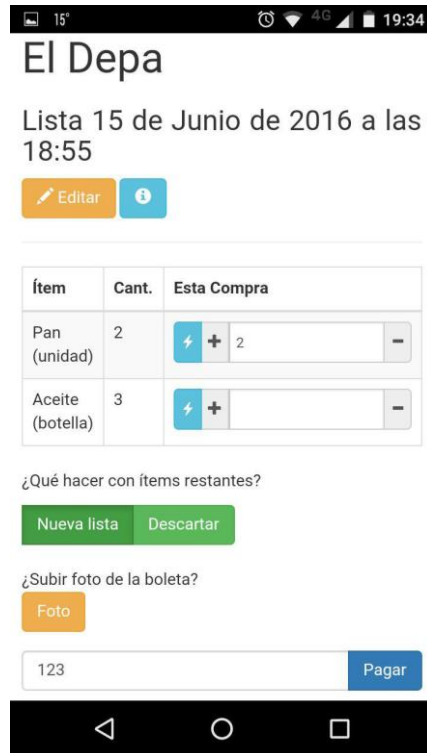 15° 4G 19:34
El Depa
Lista 15 de Junio de 2016 a las
18:55
Editar
Ítem Cant. Esta Compra
Pan 2 2
(unidad)
Aceite 3
(botella)
¿Qué hacer con ítems restantes?
Nueva lista Descartar
¿Subir foto de la boleta?
Foto
123 Pagar